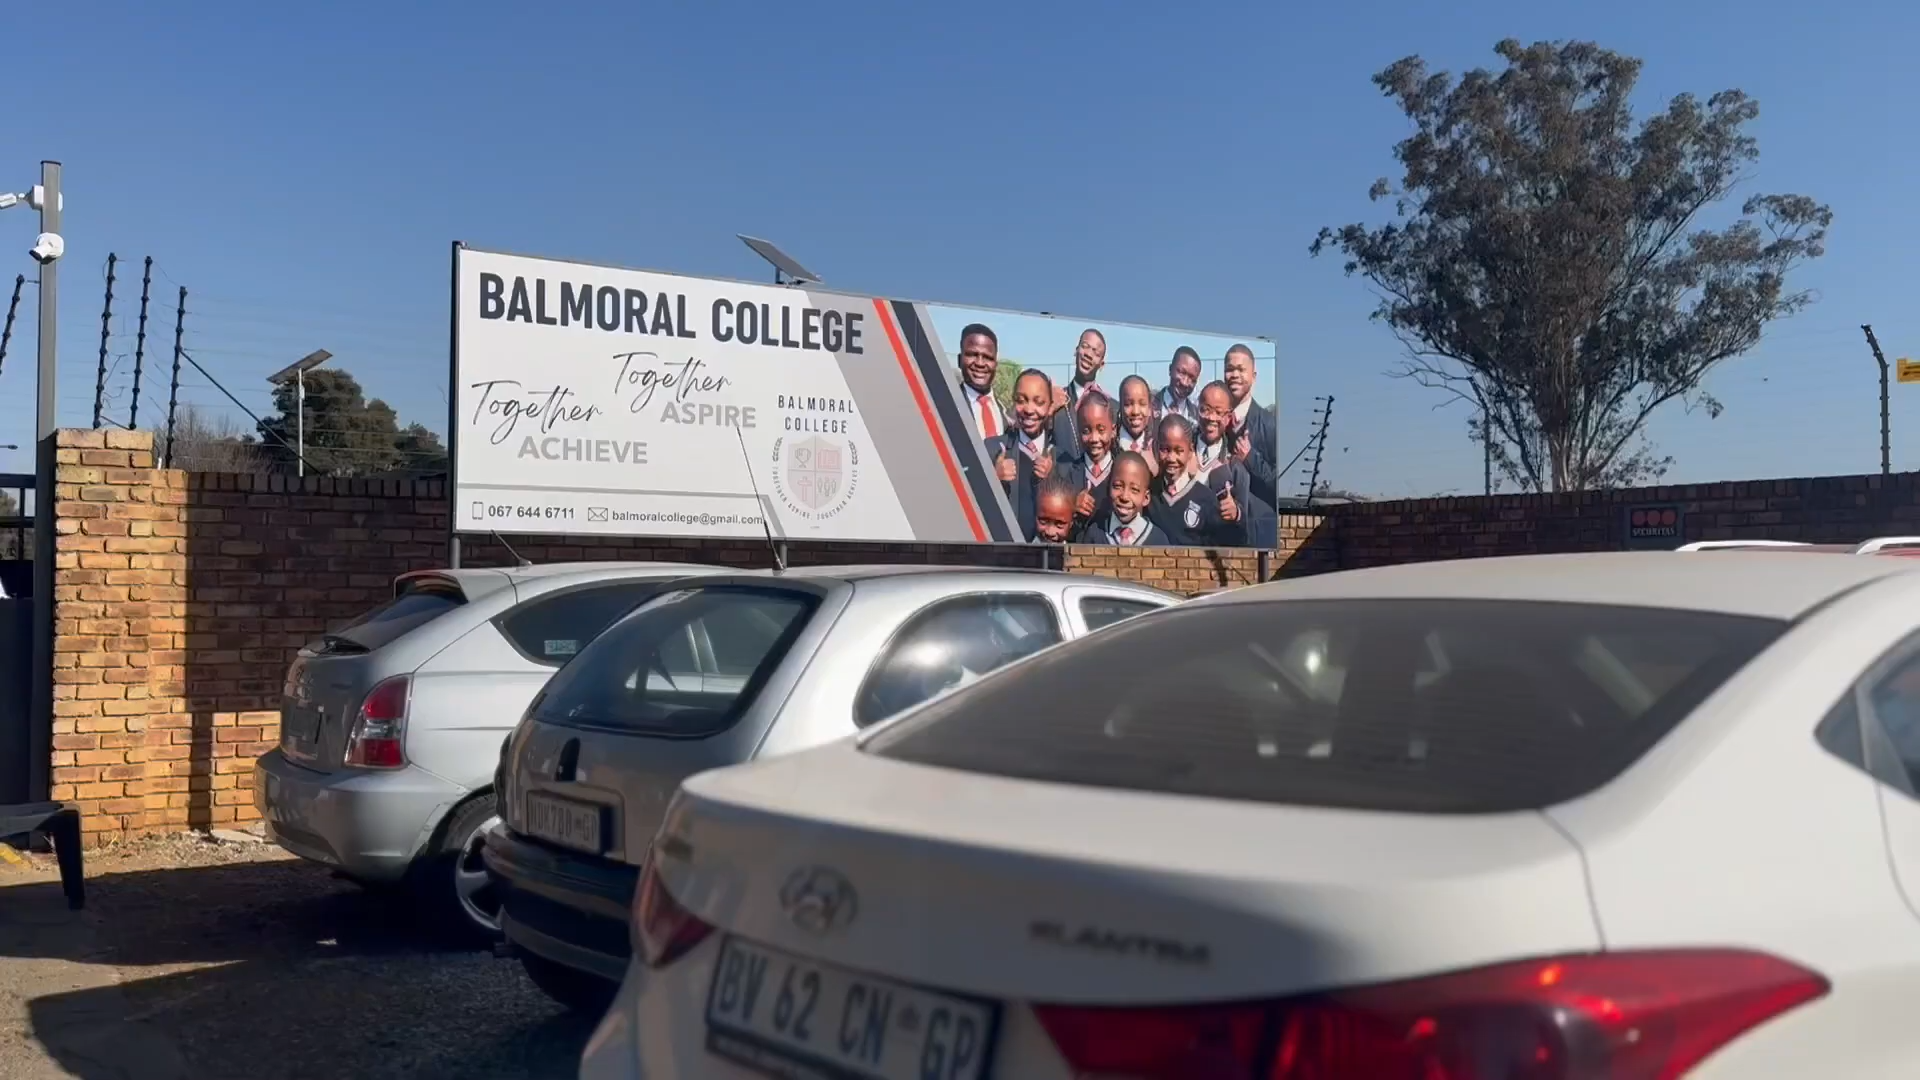 BALMORAL COLLEGE
Together
ASPIRE
Together
ACHIEVE
BALMORAL
COLLEGE
067 644 6711
balmoralcollege@gmail.com
SECURITAS
ELANTRA
BV 62 CN GP